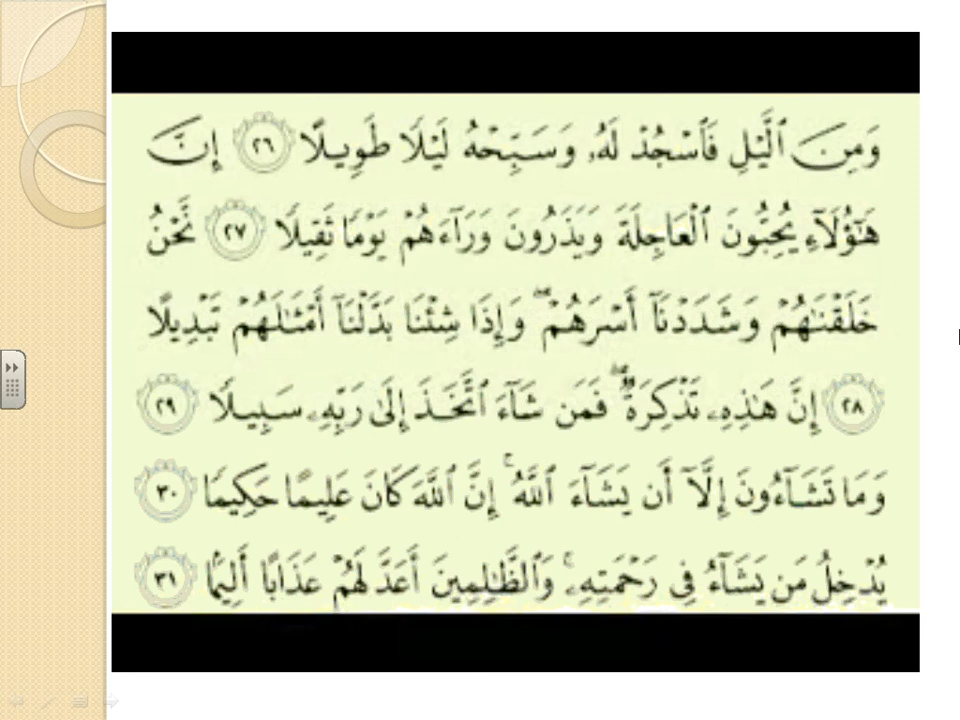 وَمِنَ ٱلَّيْلِ فَٱسْجُدْ لَهُۥ وَسَبِّحْهُ لَيْلًا طَوِيلًا ٢٦ إِنَّ
هَٰٓؤُلَآءِ يُحِبُّونَ ٱلْعَاجِلَةَ وَيَذَرُونَ وَرَآءَهُمْ يَوْمًا ثَقِيلًا ٢٧ نَّحْنُ
خَلَقْنَٰهُمْ وَشَدَدْنَآ أَسْرَهُمْ ۖ وَإِذَا شِئْنَا بَدَّلْنَآ أَمْثَٰلَهُمْ تَبْدِيلًا
٢٨ إِنَّ هَٰذِهِۦ تَذْكِرَةٌ ۖ فَمَن شَآءَ ٱتَّخَذَ إِلَىٰ رَبِّهِۦ سَبِيلًا ٢٩
وَمَا تَشَآءُونَ إِلَّآ أَن يَشَآءَ ٱللَّهُ ۚ إِنَّ ٱللَّهَ كَانَ عَلِيمًا حَكِيمًا ٣٠
يُدْخِلُ مَن يَشَآءُ فِى رَحْمَتِهِۦ ۚ وَٱلظَّٰلِمِينَ أَعَدَّ لَهُمْ عَذَابًا أَلِيمًۢا ٣١